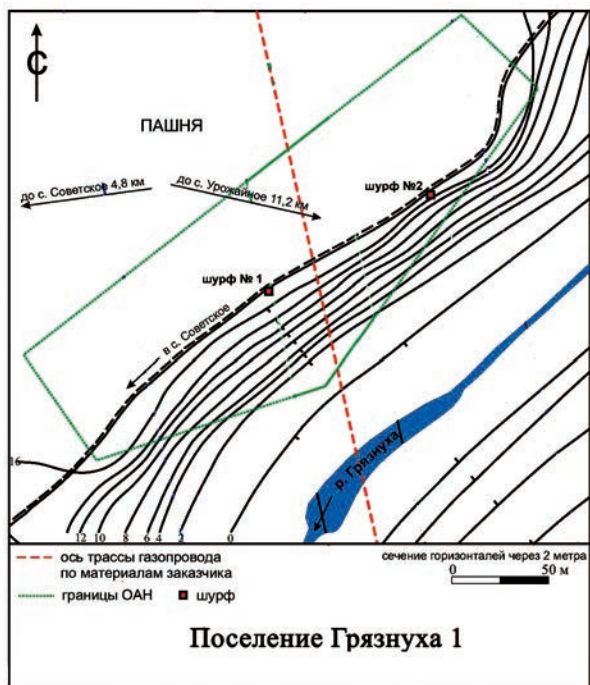 С
ПАШНЯ
до с. Советское 4,8 км
до с. Урожайное 11,2 км
шурф №2
шурф № 1
в с. Советское
р. Грязнуха
16
12 10 8 6 4 2 0
ось трассы газопровода
по материалам заказчика
границы ОАН
шурф
сечение горизонталей через 2 метра
0 50 м
Поселение Грязнуха 1